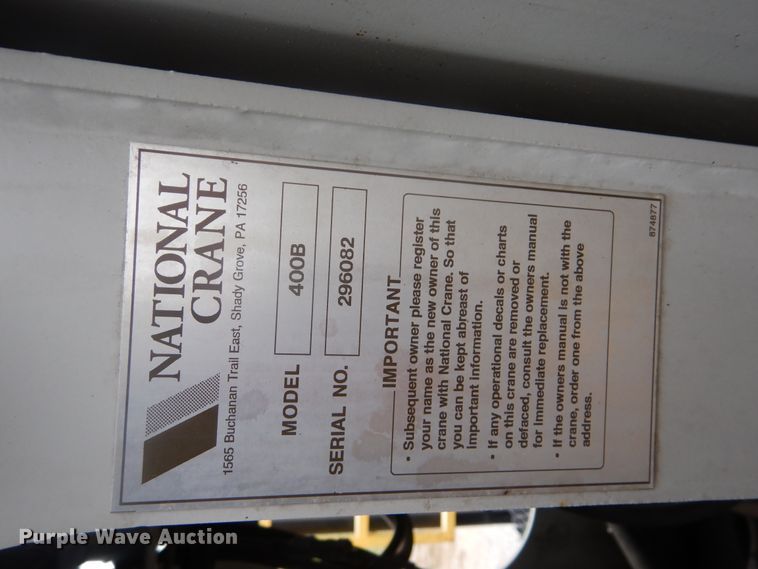 NATIONAL
CRANE
1565 Buchanan Trail East, Shady Grove, PA 17256
MODEL 400B
SERIAL NO. 296082
IMPORTANT
• Subsequent owner please register
your name as the new owner of this
crane with National Crane. So that
you can be kept abreast of
important information.
• If any operational decals or charts
on this crane are removed or
defaced, consult the owners manual
for immediate replacement.
• If the owners manual is not with the
crane, order one from the above
address.
874877
Purple Wave Auction®